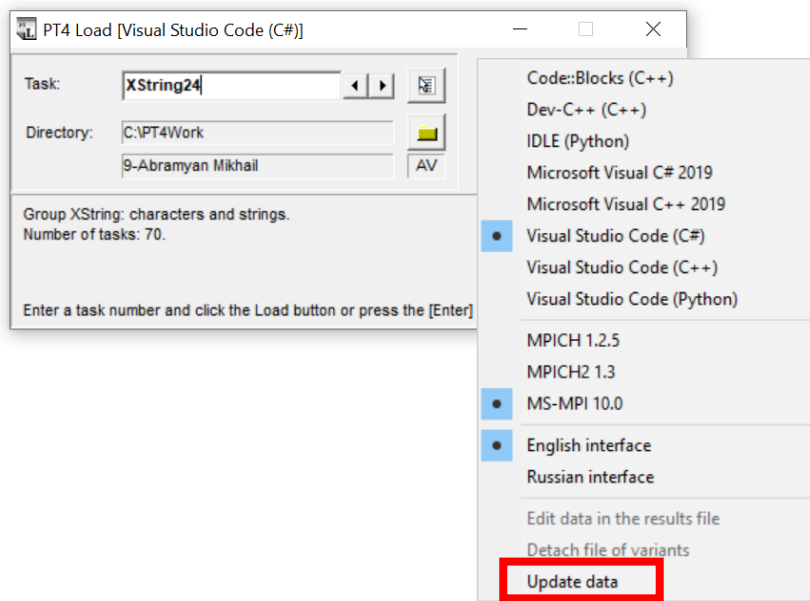 PT4 Load [Visual Studio Code (C#)]
Task:
XString24
Directory:
C:\PT4Work
9-Abramyan Mikhail
AV
Group XString: characters and strings.
Number of tasks: 70.
Enter a task number and click the Load button or press the [Enter]
Code::Blocks (C++)
Dev-C++ (C++)
IDLE (Python)
Microsoft Visual C# 2019
Microsoft Visual C++ 2019
Visual Studio Code (C#)
Visual Studio Code (C++)
Visual Studio Code (Python)
MPICH 1.2.5
MPICH2 1.3
MS-MPI 10.0
English interface
Russian interface
Edit data in the results file
Detach file of variants
Update data